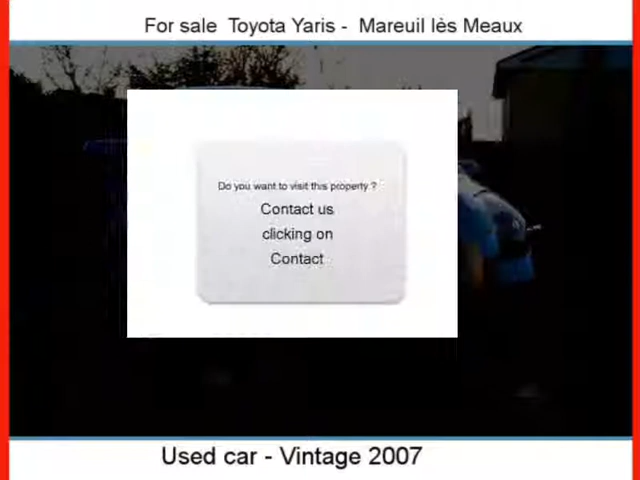 For sale Toyota Yaris - Mareuil lès Meaux
Do you want to visit this property ?
Contact us
clicking on
Contact
Used car - Vintage 2007